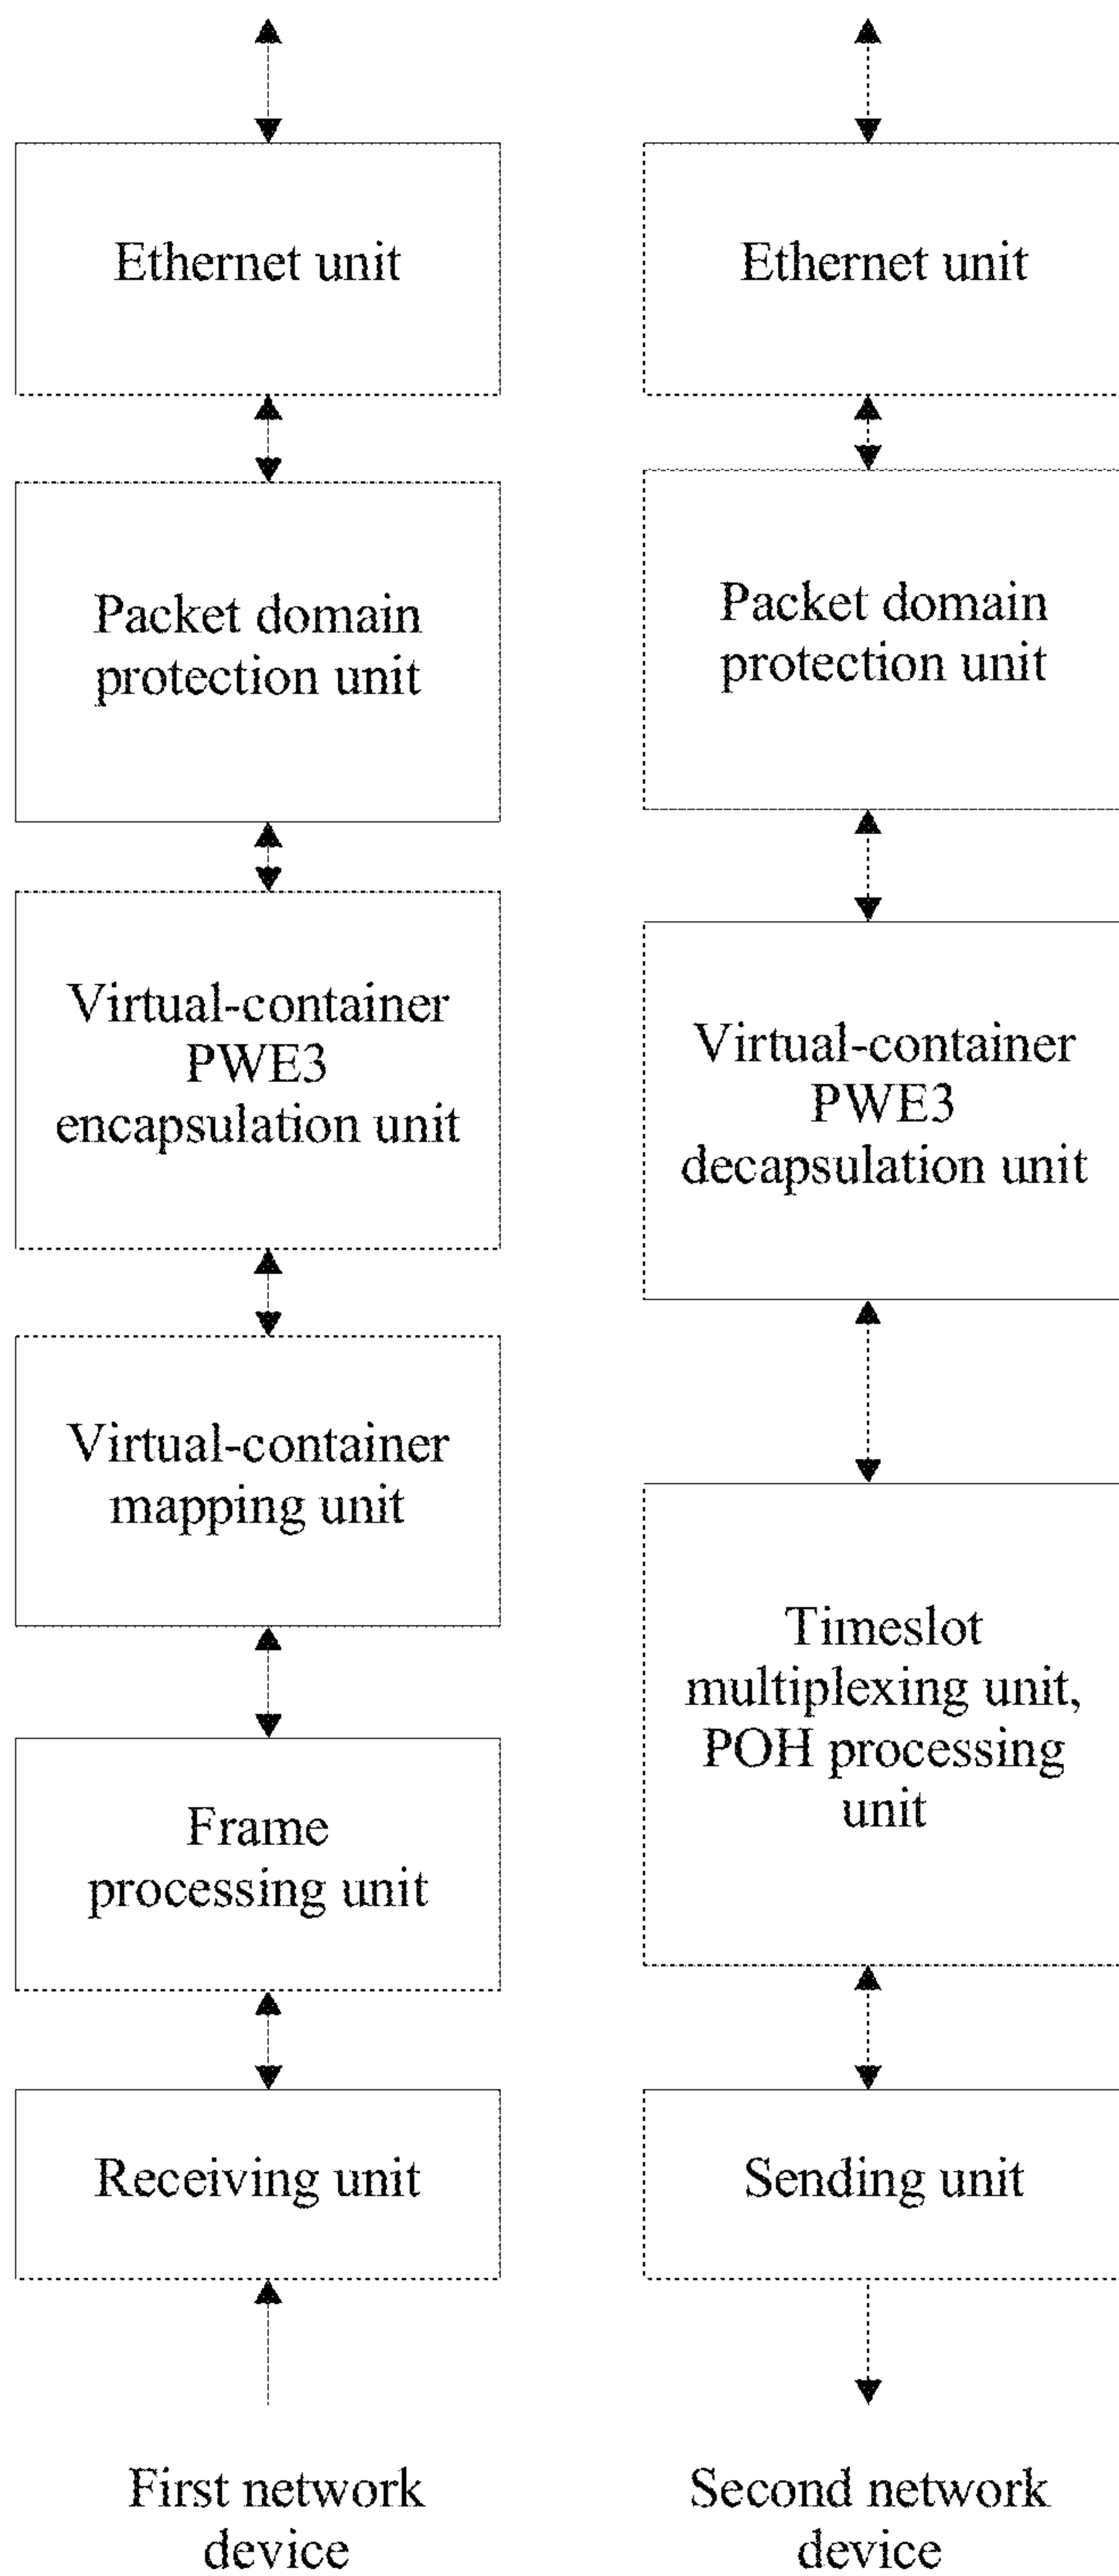 Ethernet unit
Packet domain
protection unit
Virtual-container
PWE3
encapsulation unit
Virtual-container
mapping unit
Frame
processing unit
Receiving unit
First network
device
Ethernet unit
Packet domain
protection unit
Virtual-container
PWE3
decapsulation unit
Timeslot
multiplexing unit,
POH processing
unit
Sending unit
Second network
device